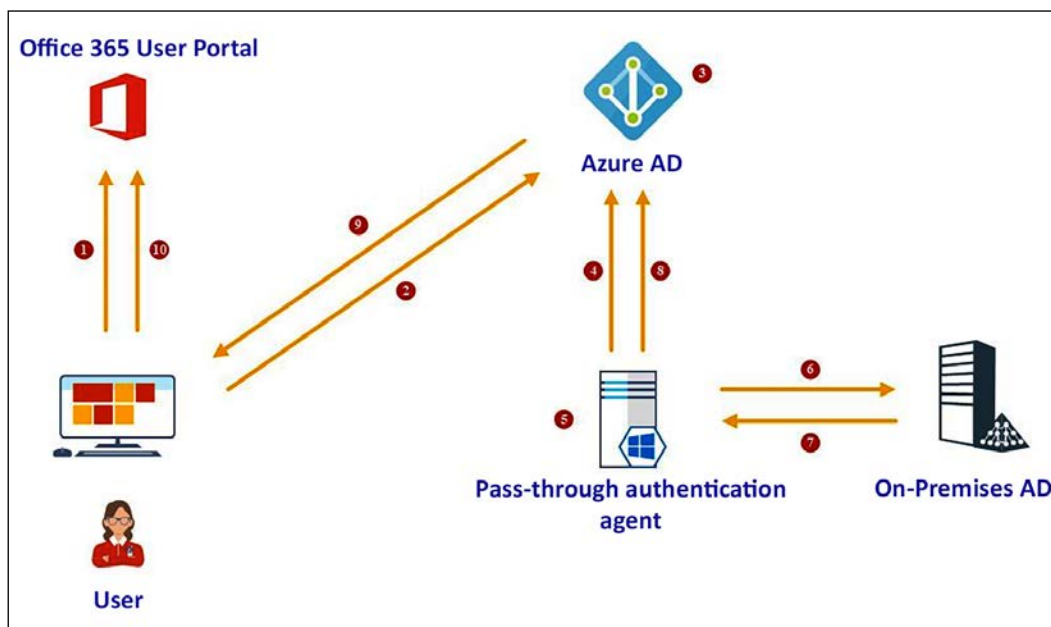 Office 365 User Portal
3
Azure AD
9
1
10
2
4
8
6
5
7
Pass-through authentication
agent
On-Premises AD
User